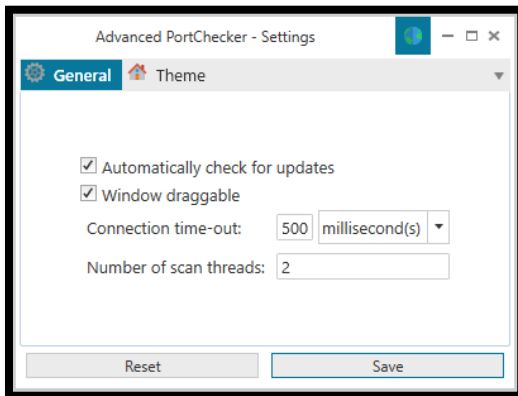 Advanced PortChecker - Settings
General Theme
Automatically check for updates
Window draggable
Connection time-out: 500 millisecond(s)
Number of scan threads: 2
Reset Save